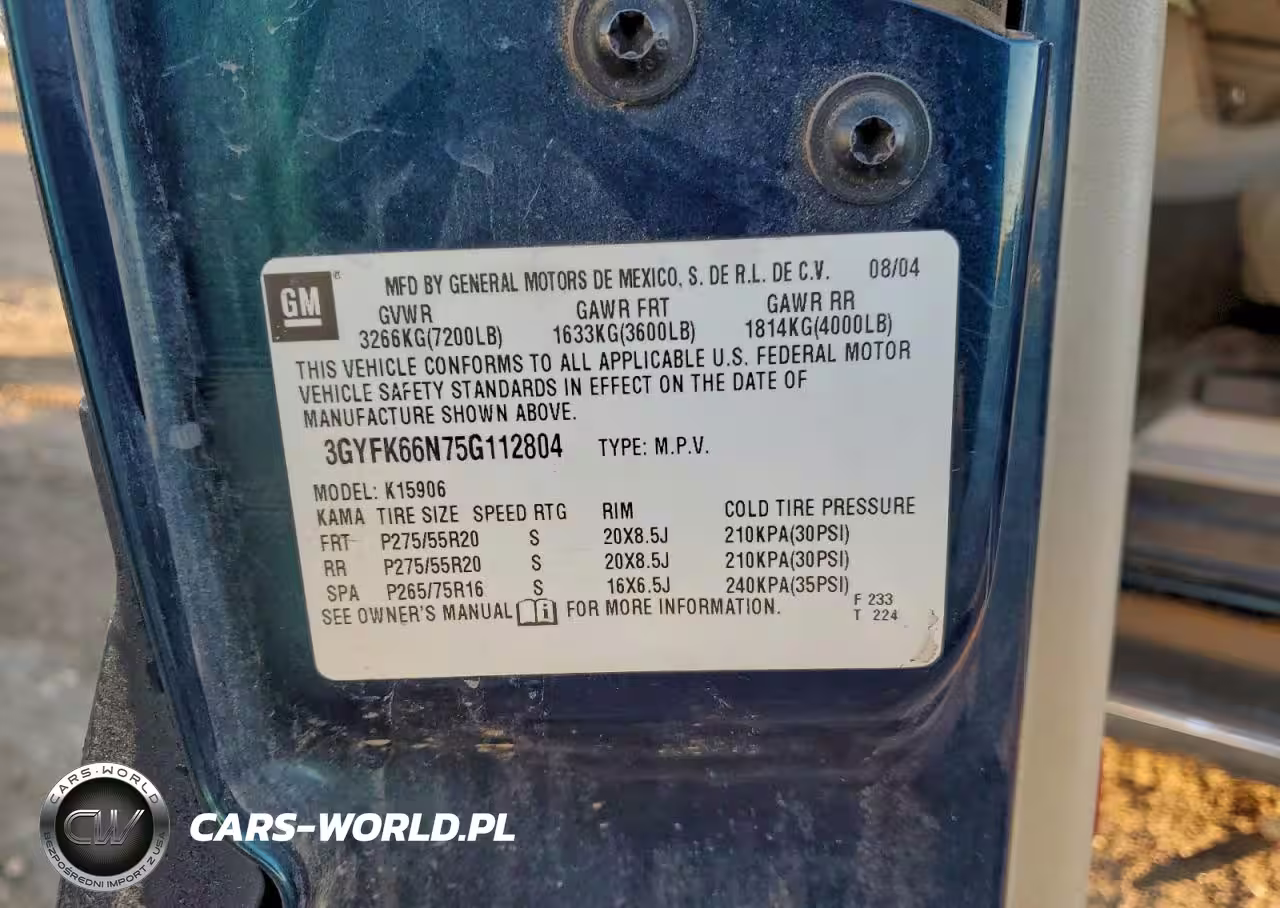 GM ®
MFD BY GENERAL MOTORS DE MEXICO, S. DE R.L. DE C.V. 08/04
GVWR GAWR FRT GAWR RR
3266KG(7200LB) 1633KG(3600LB) 1814KG(4000LB)
THIS VEHICLE CONFORMS TO ALL APPLICABLE U.S. FEDERAL MOTOR
VEHICLE SAFETY STANDARDS IN EFFECT ON THE DATE OF
MANUFACTURE SHOWN ABOVE.
3GYFK66N75G112804 TYPE: M.P.V.
MODEL: K15906
KAMA TIRE SIZE SPEED RTG RIM COLD TIRE PRESSURE
FRT P275/55R20 S 20X8.5J 210KPA(30PSI)
RR P275/55R20 S 20X8.5J 210KPA(30PSI)
SPA P265/75R16 S 16X6.5J 240KPA(35PSI)
SEE OWNER'S MANUAL FOR MORE INFORMATION.
F 233
T 224
CARS-WORLD
CW
BEZPOŚREDNI IMPORT Z USA
CARS-WORLD.PL